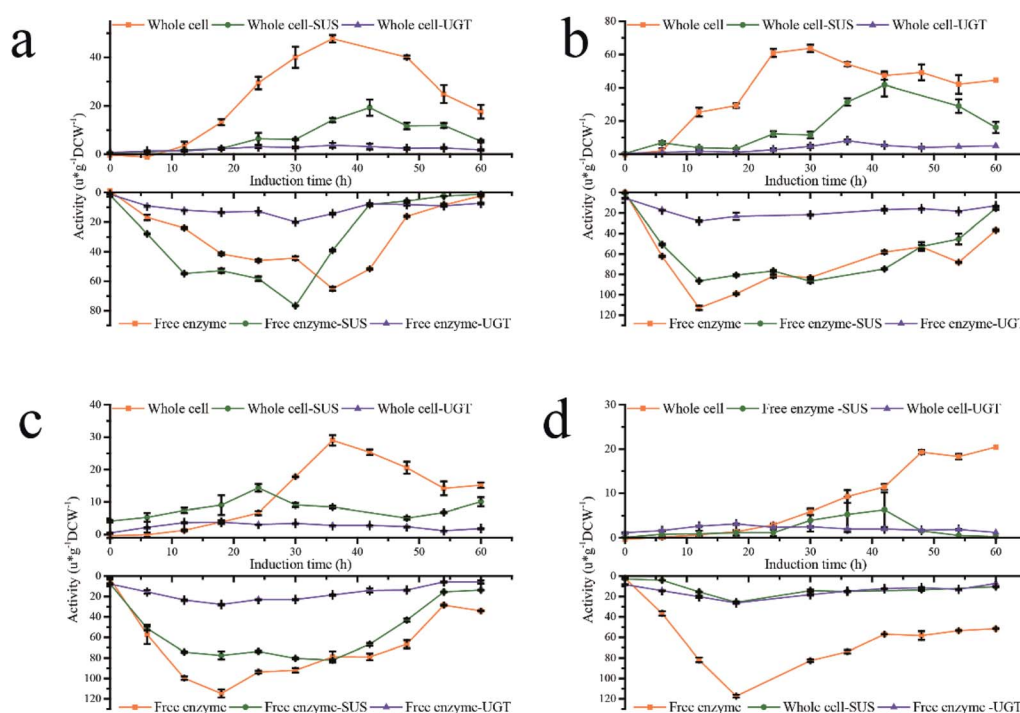 a
Whole cell Whole cell-SUS Whole cell-UGT
40
20
0
0 10 20 30 40 50 60
Induction time (h)
Activity (u*g⁻¹DCW⁻¹)
0
20
40
60
80
Free enzyme Free enzyme-SUS Free enzyme-UGT
b
Whole cell Whole cell-SUS Whole cell-UGT
80
60
40
20
0
0 10 20 30 40 50 60
Induction time (h)
Activity (u*g⁻¹DCW⁻¹)
0
20
40
60
80
100
120
Free enzyme Free enzyme-SUS Free enzyme-UGT
c
Whole cell Whole cell-SUS Whole cell-UGT
40
30
20
10
0
0 10 20 30 40 50 60
Induction time (h)
Activity (u*g⁻¹DCW⁻¹)
0
20
40
60
80
100
120
Free enzyme Free enzyme-SUS Free enzyme-UGT
d
Whole cell Free enzyme -SUS Whole cell-UGT
30
20
10
0
0 10 20 30 40 50 60
Induction time (h)
Activity (u*g⁻¹DCW⁻¹)
0
20
40
60
80
100
120
Free enzyme Whole cell-SUS Free enzyme -UGT